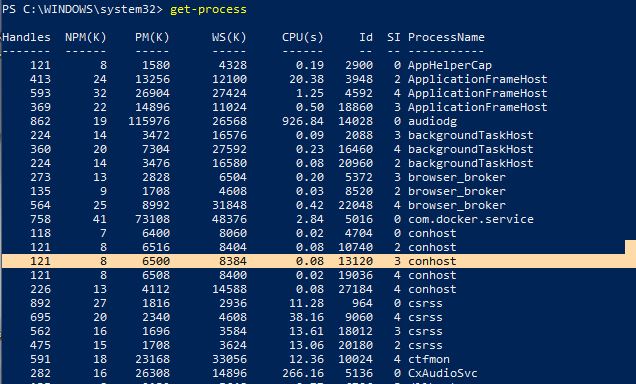 PS C:\WINDOWS\system32> get-process
Handles NPM(K) PM(K) WS(K) CPU(s) Id SI ProcessName
------- ------ ----- ----- ------ -- -- -----------
121 8 1580 4328 0.19 2900 0 AppHelperCap
413 24 13256 12100 20.38 3948 2 ApplicationFrameHost
593 32 26904 27424 1.25 4592 4 ApplicationFrameHost
369 22 14896 11024 0.50 18860 3 ApplicationFrameHost
862 19 115976 26568 926.84 14028 0 audiodg
224 14 3472 16576 0.09 2088 3 backgroundTaskHost
360 20 7304 27592 0.23 16460 4 backgroundTaskHost
224 14 3476 16580 0.08 20960 2 backgroundTaskHost
273 13 2828 6504 0.20 5372 3 browser_broker
135 9 1708 4608 0.03 8520 2 browser_broker
564 25 8992 31848 0.42 22048 4 browser_broker
758 41 73108 48376 2.84 5016 0 com.docker.service
118 7 6400 8060 0.02 4704 0 conhost
121 8 6516 8404 0.08 10740 2 conhost
121 8 6500 8384 0.08 13120 3 conhost
121 8 6508 8400 0.02 19036 4 conhost
226 13 4112 14588 0.08 27184 4 conhost
892 27 1816 2936 11.28 964 0 csrss
695 20 2340 4608 38.16 9060 4 csrss
562 16 1696 3584 13.61 18012 3 csrss
475 15 1708 3624 13.06 20180 2 csrss
591 18 23168 33056 12.36 10024 4 ctfmon
282 16 26308 14896 266.16 5136 0 CxAudioSvc